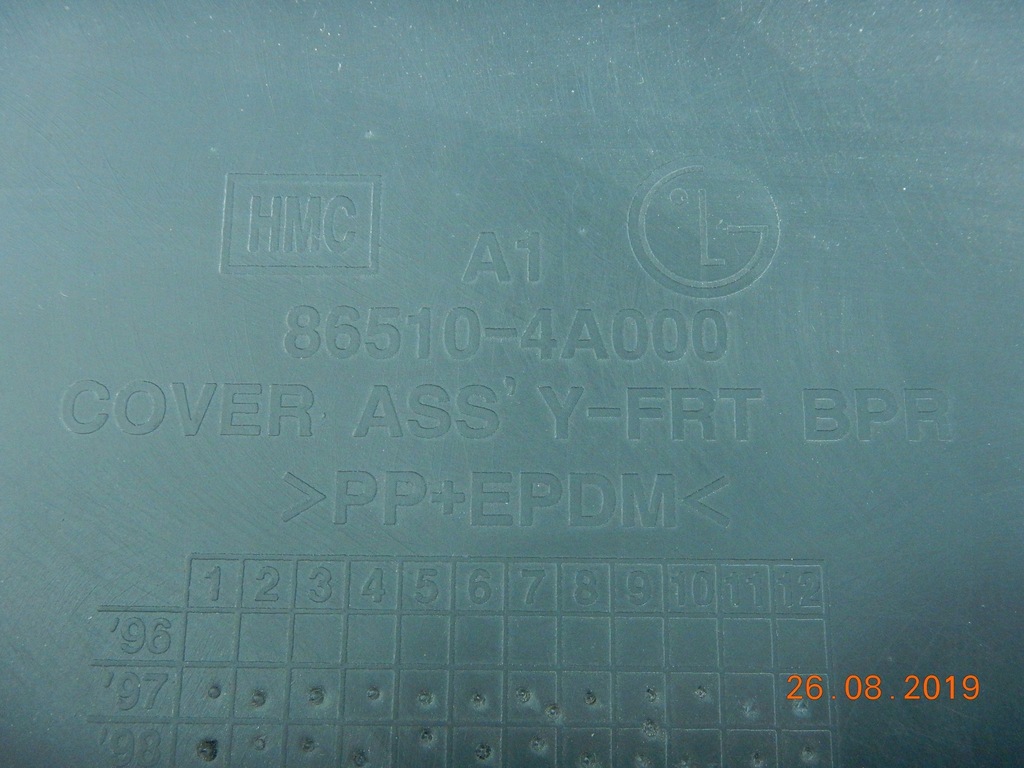 HMC
A1
LG
86510-4A000
COVER ASS'Y-FRT BPR
>PP+EPDM<
1 2 3 4 5 6 7 8 9 10 11 12
'96
'97
'98
26.08.2019